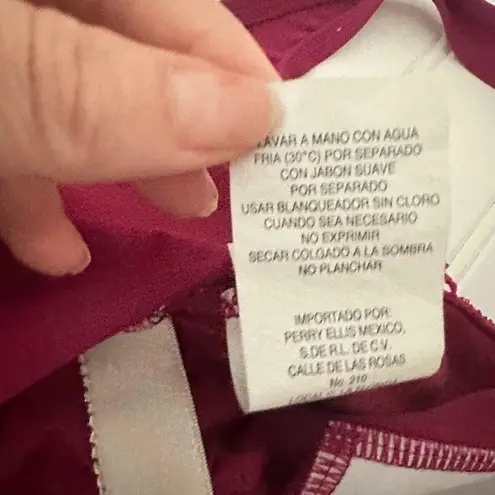 LAVAR A MANO CON AGUA
FRIA (30°C) POR SEPARADO
CON JABON SUAVE
POR SEPARADO
USAR BLANQUEADOR SIN CLORO
CUANDO SEA NECESARIO
NO EXPRIMIR
SECAR COLGADO A LA SOMBRA
NO PLANCHAR
IMPORTADO POR:
PERRY ELLIS MEXICO,
S.DE R.L. DE C.V.
CALLE DE LAS ROSAS
No. 210